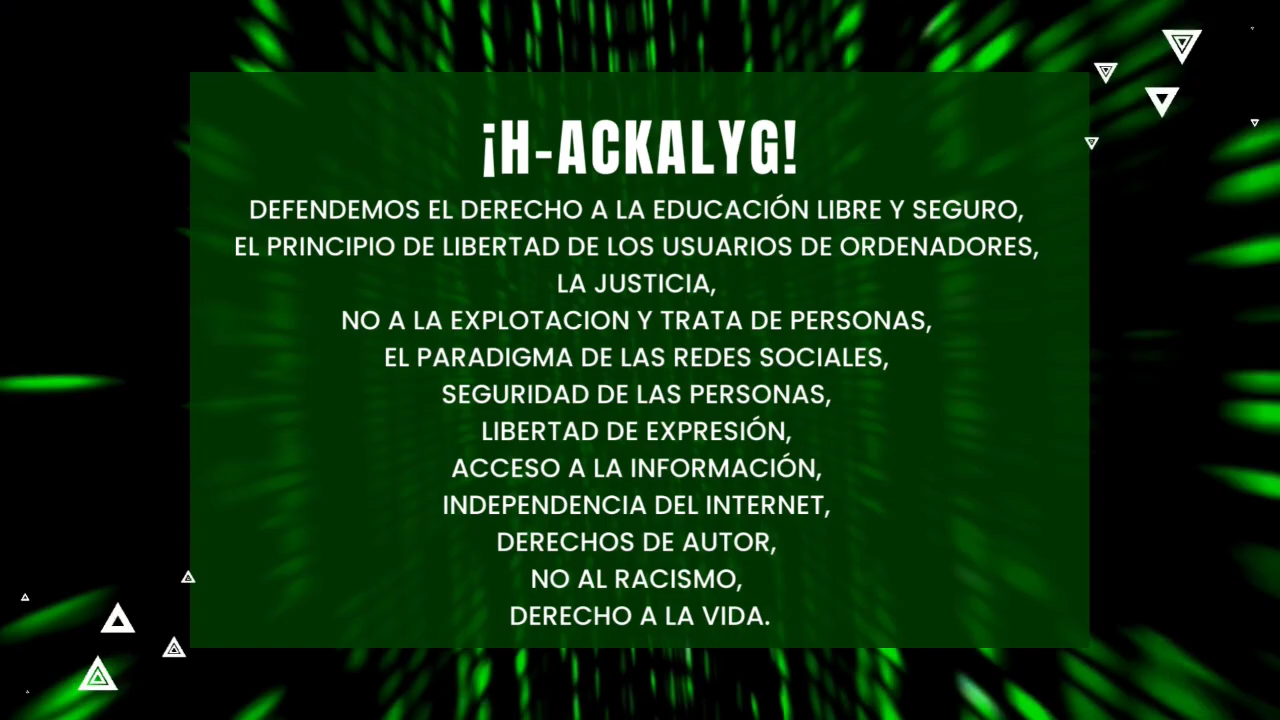 ¡H-ACKALYG!
DEFENDEMOS EL DERECHO A LA EDUCACIÓN LIBRE Y SEGURO,
EL PRINCIPIO DE LIBERTAD DE LOS USUARIOS DE ORDENADORES,
LA JUSTICIA,
NO A LA EXPLOTACION Y TRATA DE PERSONAS,
EL PARADIGMA DE LAS REDES SOCIALES,
SEGURIDAD DE LAS PERSONAS,
LIBERTAD DE EXPRESIÓN,
ACCESO A LA INFORMACIÓN,
INDEPENDENCIA DEL INTERNET,
DERECHOS DE AUTOR,
NO AL RACISMO,
DERECHO A LA VIDA.